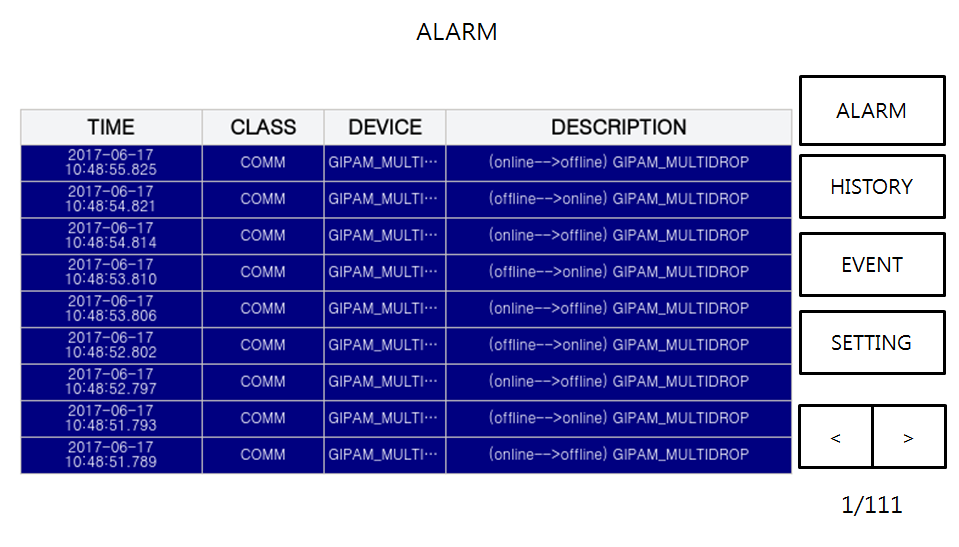 ALARM
TIME CLASS DEVICE DESCRIPTION
2017-06-17
10:48:55.825 COMM GIPAM_MULTI··· (online-->offline) GIPAM_MULTIDROP
2017-06-17
10:48:54.821 COMM GIPAM_MULTI··· (offline-->online) GIPAM_MULTIDROP
2017-06-17
10:48:54.814 COMM GIPAM_MULTI··· (online-->offline) GIPAM_MULTIDROP
2017-06-17
10:48:53.810 COMM GIPAM_MULTI··· (offline-->online) GIPAM_MULTIDROP
2017-06-17
10:48:53.806 COMM GIPAM_MULTI··· (online-->offline) GIPAM_MULTIDROP
2017-06-17
10:48:52.802 COMM GIPAM_MULTI··· (offline-->online) GIPAM_MULTIDROP
2017-06-17
10:48:52.797 COMM GIPAM_MULTI··· (online-->offline) GIPAM_MULTIDROP
2017-06-17
10:48:51.793 COMM GIPAM_MULTI··· (offline-->online) GIPAM_MULTIDROP
2017-06-17
10:48:51.789 COMM GIPAM_MULTI··· (online-->offline) GIPAM_MULTIDROP
ALARM
HISTORY
EVENT
SETTING
< >
1/111